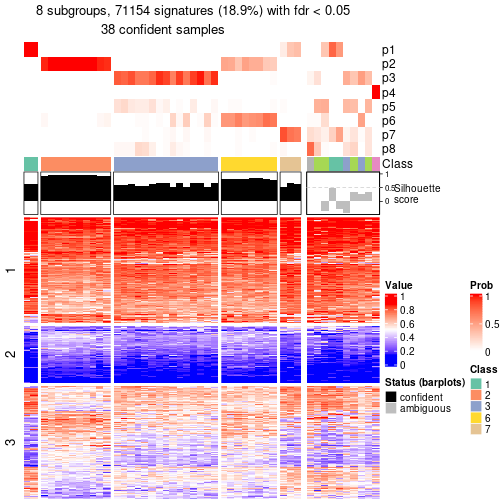 8 subgroups, 71154 signatures (18.9%) with fdr < 0.05
38 confident samples
p1
p2
p3
p4
p5
p6
p7
p8
Class
1
0.5
0
Silhouette
score
1
2
3
Value
1
0.8
0.6
0.4
0.2
0
Prob
1
0.5
0
Status (barplots)
confident
ambiguous
Class
1
2
3
6
7